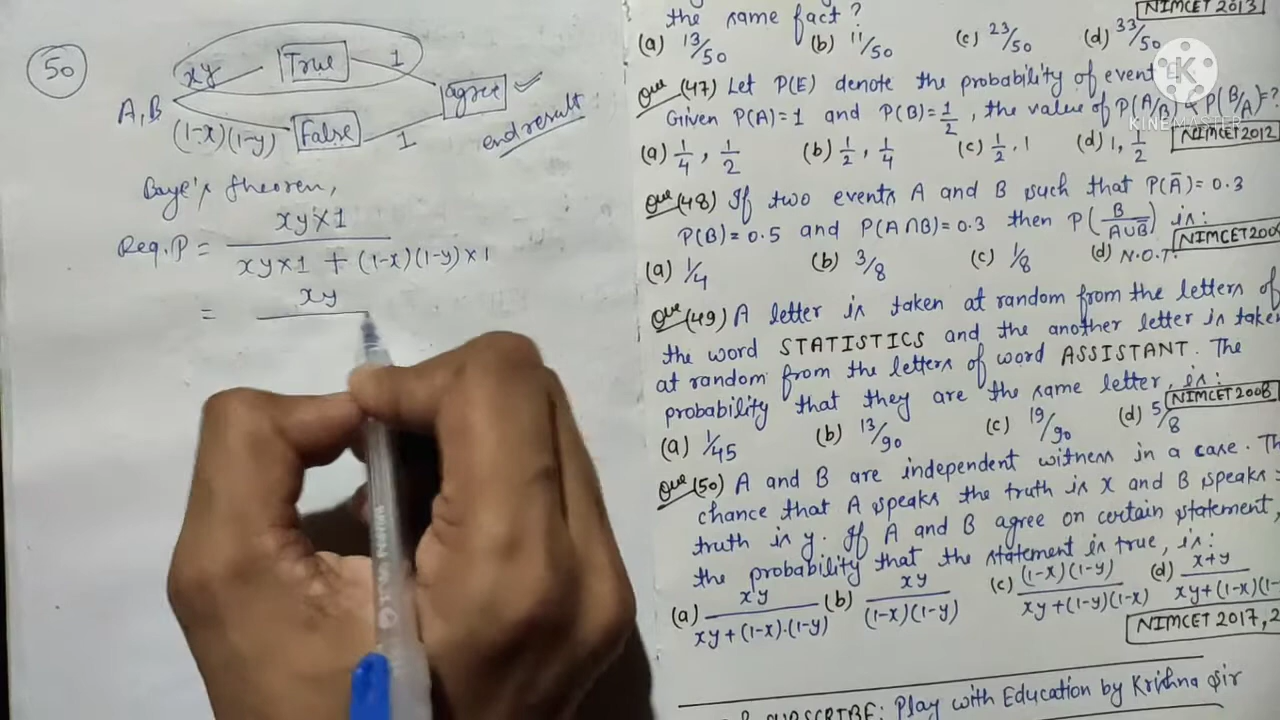 50
xy True 1
A, B agree
(1-x)(1-y) False 1 end result
Baye's theorem,
Req.P = xy×1 / xy×1 + (1-x)(1-y)×1
= xy
the same fact ?
NIMCET 2013
(a) 13/50 (b) 11/50 (c) 23/50 (d) 33/50
Que (47) Let P(E) denote the probability of event E.
Given P(A)=1 and P(B)=1/2, the value of P(A/B) & P(B/A)=?
(a) 1/4, 1/2 (b) 1/2, 1/4 (c) 1/2, 1 (d) 1, 1/2 NIMCET 2012
K
KINEMASTER
Que (48) If two events A and B such that P(Ā)=0.3
P(B)=0.5 and P(A∩B)=0.3 then P(B/A∪B̄) is:
(a) 1/4 (b) 3/8 (c) 1/8 (d) N.O.T.
Que (49) A letter is taken at random from the letters of
the word STATISTICS and the another letter is taken
at random from the letters of word ASSISTANT. The
probability that they are the same letter, is:
NIMCET 2008
(a) 1/45 (b) 13/90 (c) 19/90 (d) 5/8
Que (50) A and B are independent witness in a case. Th
chance that A speaks the truth is x and B speaks
truth is y. If A and B agree on certain statement,
the probability that the statement is true, is:
(a) xy / xy+(1-x).(1-y) (b) xy / (1-x)(1-y) (c) (1-x)(1-y) / xy+(1-y)(1-x) (d) x+y / xy+(1-x)(1-
NIMCET 2017, 2
SUBSCRIBE: Play with Education by Krishna Sir